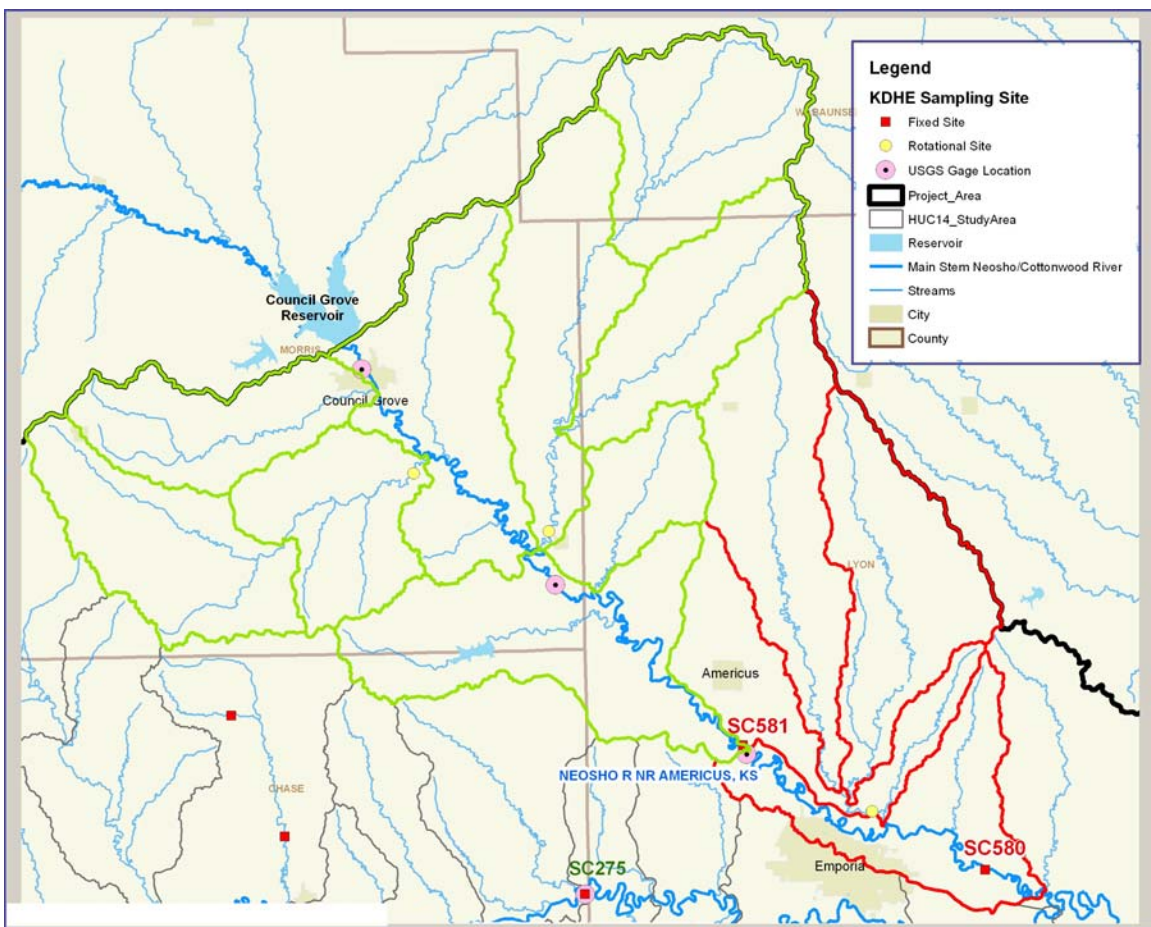 Legend
KDHE Sampling Site
Fixed Site
Rotational Site
USGS Gage Location
Project_Area
HUC14_StudyArea
Reservoir
Main Stem Neosho/Cottonwood River
Streams
City
County
Council Grove
Reservoir
MORRIS
Council Grove
LYON
Americus
SC581
NEOSHO R NR AMERICUS, KS
CHASE
SC275
Emporia
SC580